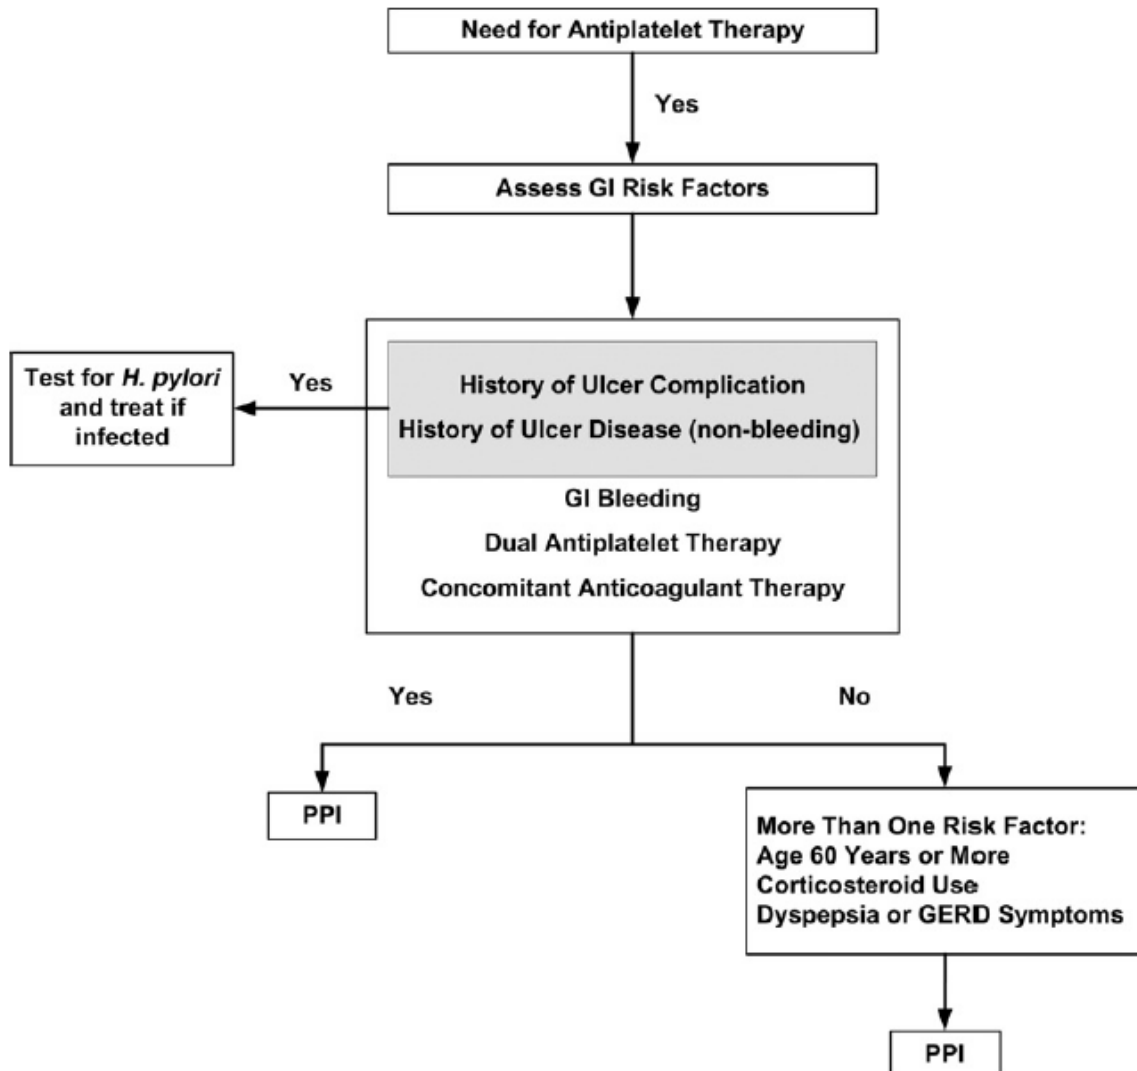 Need for Antiplatelet Therapy
Yes
Assess GI Risk Factors
Test for H. pylori
and treat if
infected
Yes
History of Ulcer Complication
History of Ulcer Disease (non-bleeding)
GI Bleeding
Dual Antiplatelet Therapy
Concomitant Anticoagulant Therapy
Yes
No
PPI
More Than One Risk Factor:
Age 60 Years or More
Corticosteroid Use
Dyspepsia or GERD Symptoms
PPI